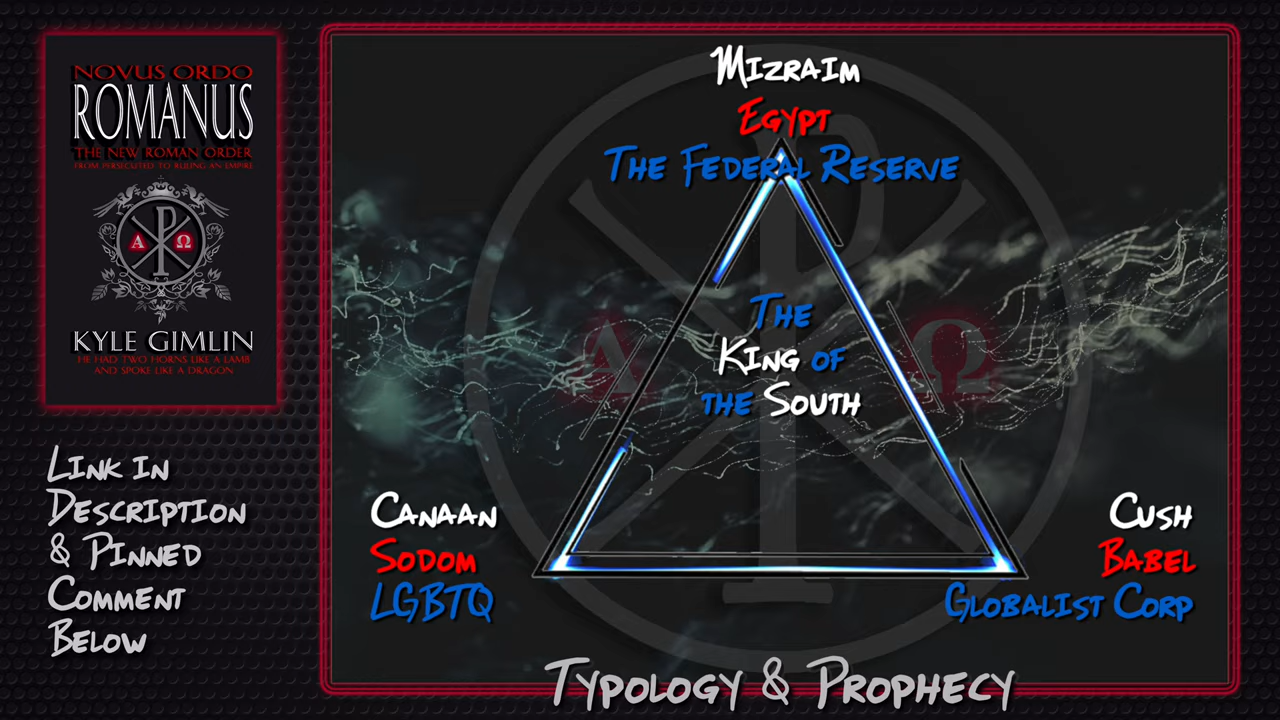 NOVUS ORDO
ROMANUS
THE NEW ROMAN ORDER
FROM PERSECUTED TO RULING AN EMPIRE
Α Ω
KYLE GIMLIN
HE HAD TWO HORNS LIKE A LAMB
AND SPOKE LIKE A DRAGON
LINK IN
DESCRIPTION
& PINNED
COMMENT
BELOW
MIZRAIM
EGYPT
THE FEDERAL RESERVE
THE
KING OF
THE SOUTH
Α Ω
CANAAN
SODOM
LGBTQ
CUSH
BABEL
GLOBALIST CORP
TYPOLOGY & PROPHECY